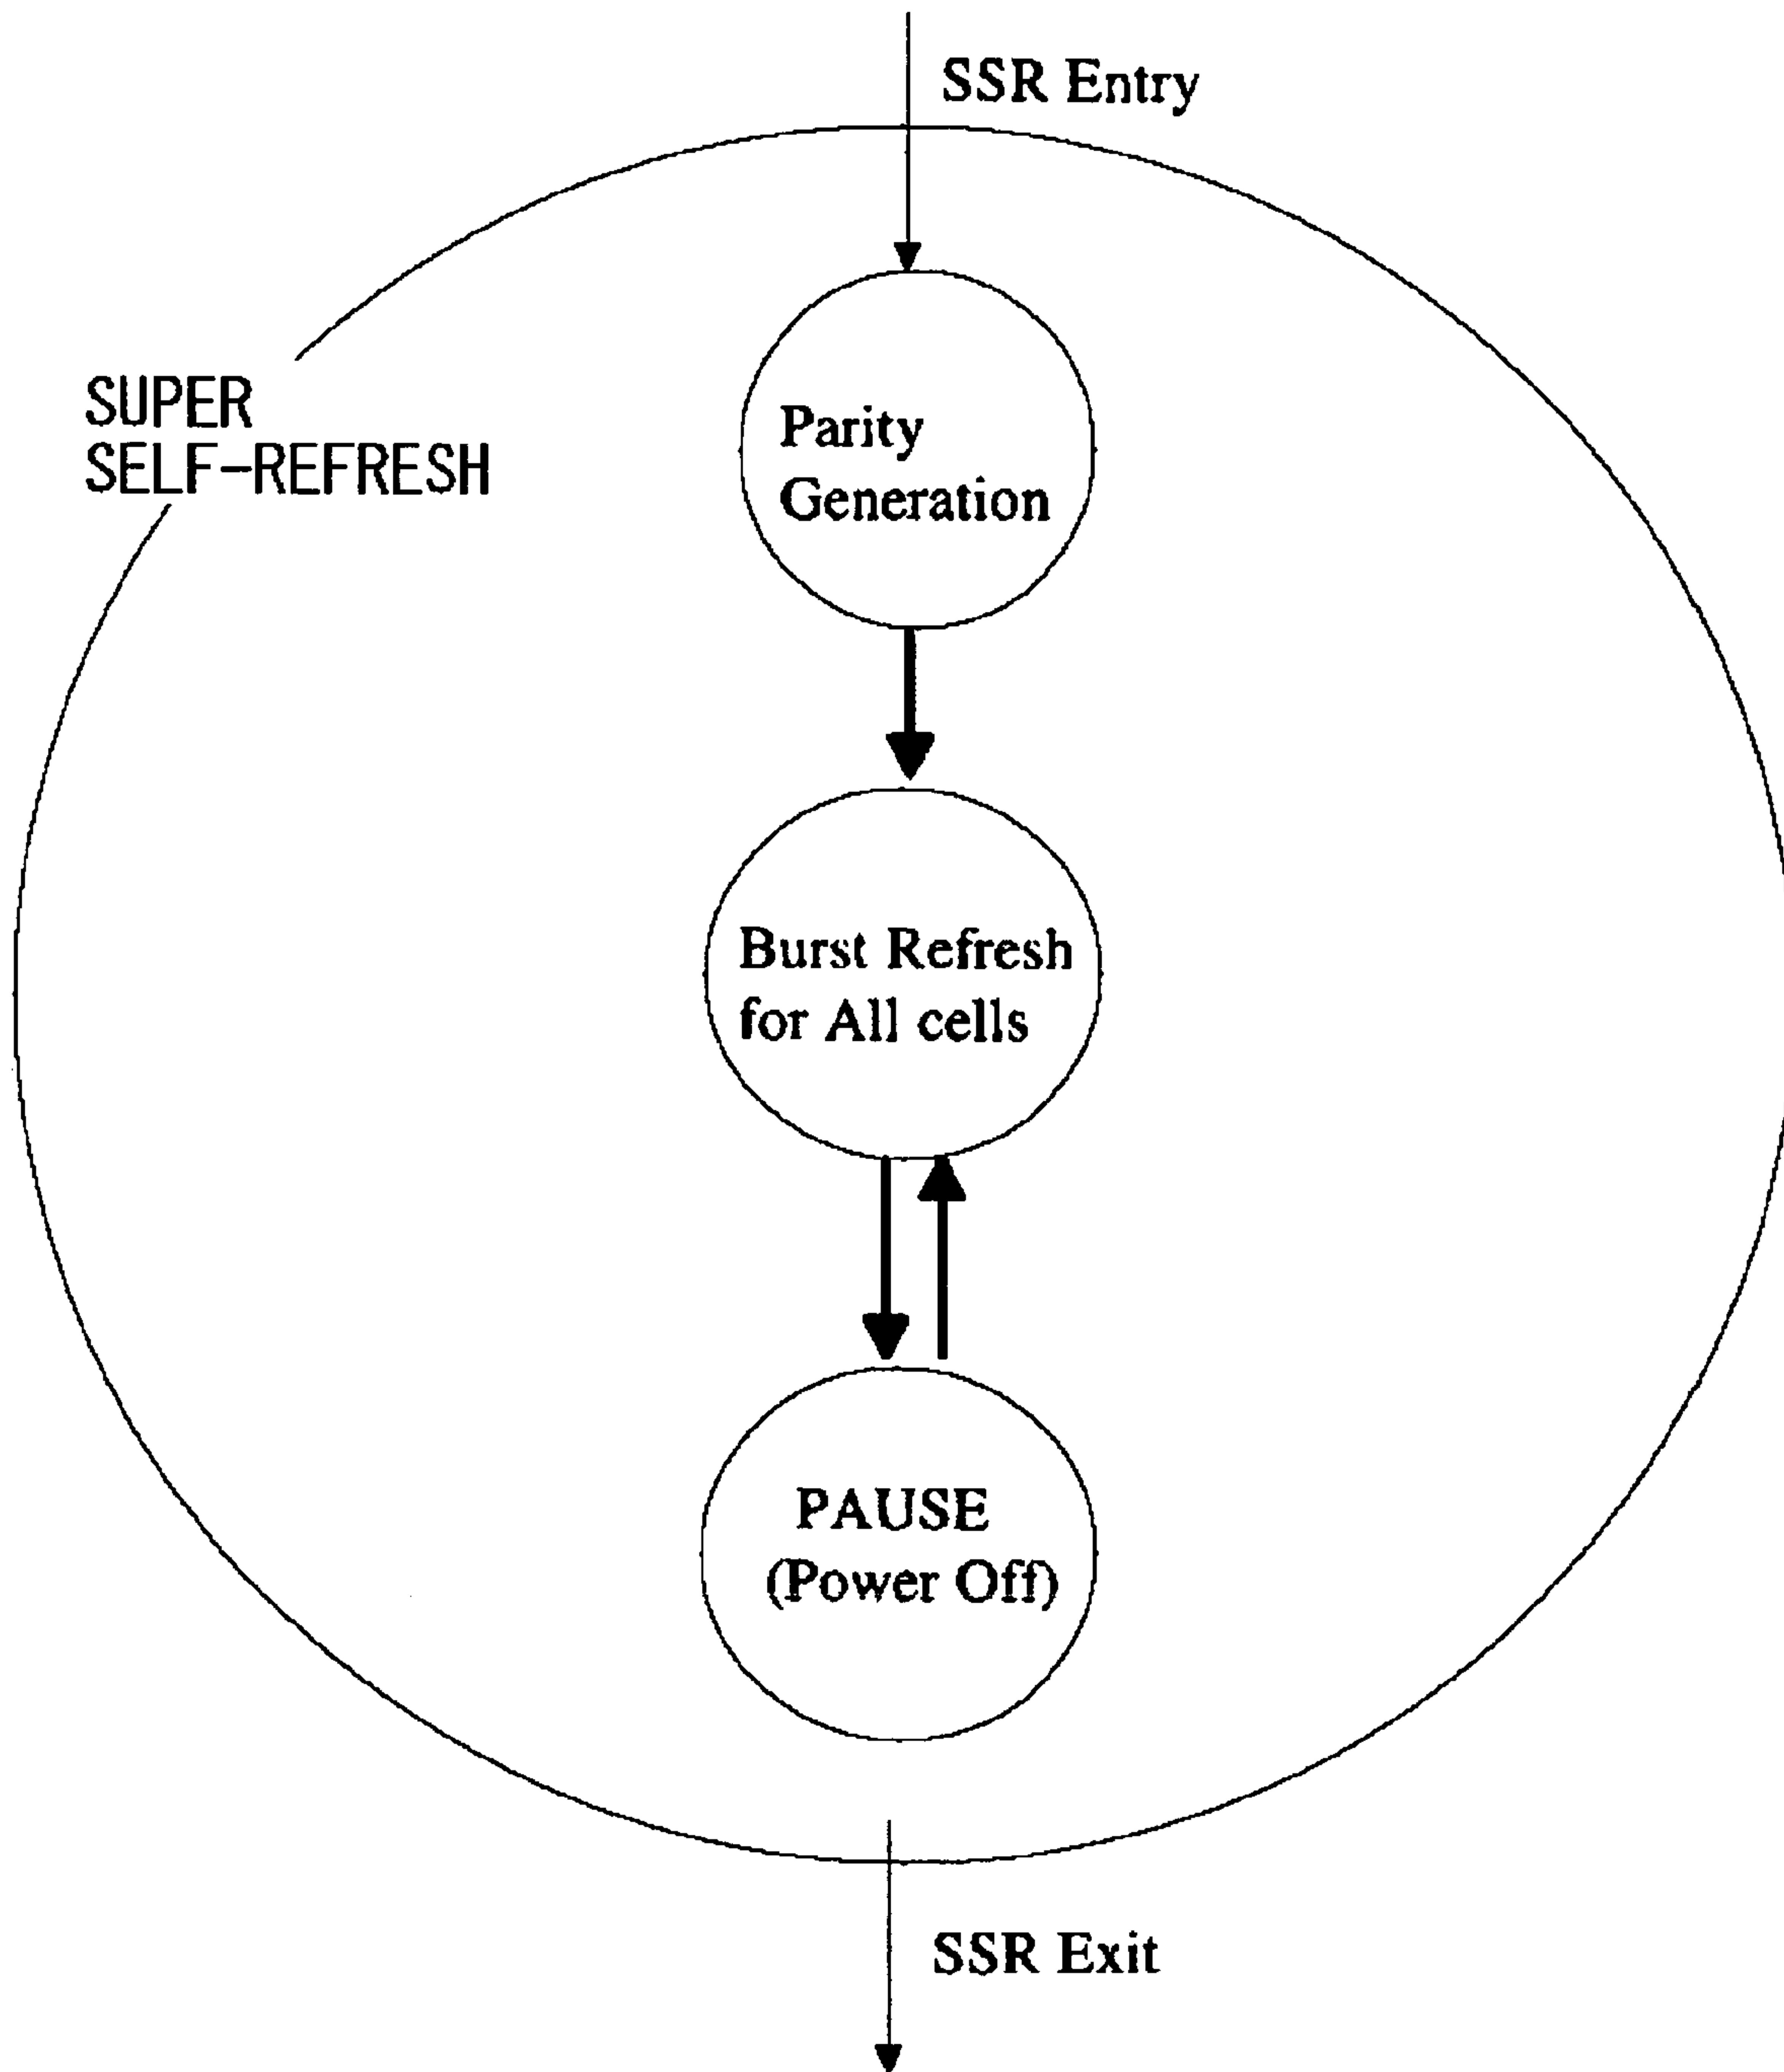 SSR Entry
SUPER
SELF-REFRESH
Parity
Generation
Burst Refresh
for All cells
PAUSE
(Power Off)
SSR Exit